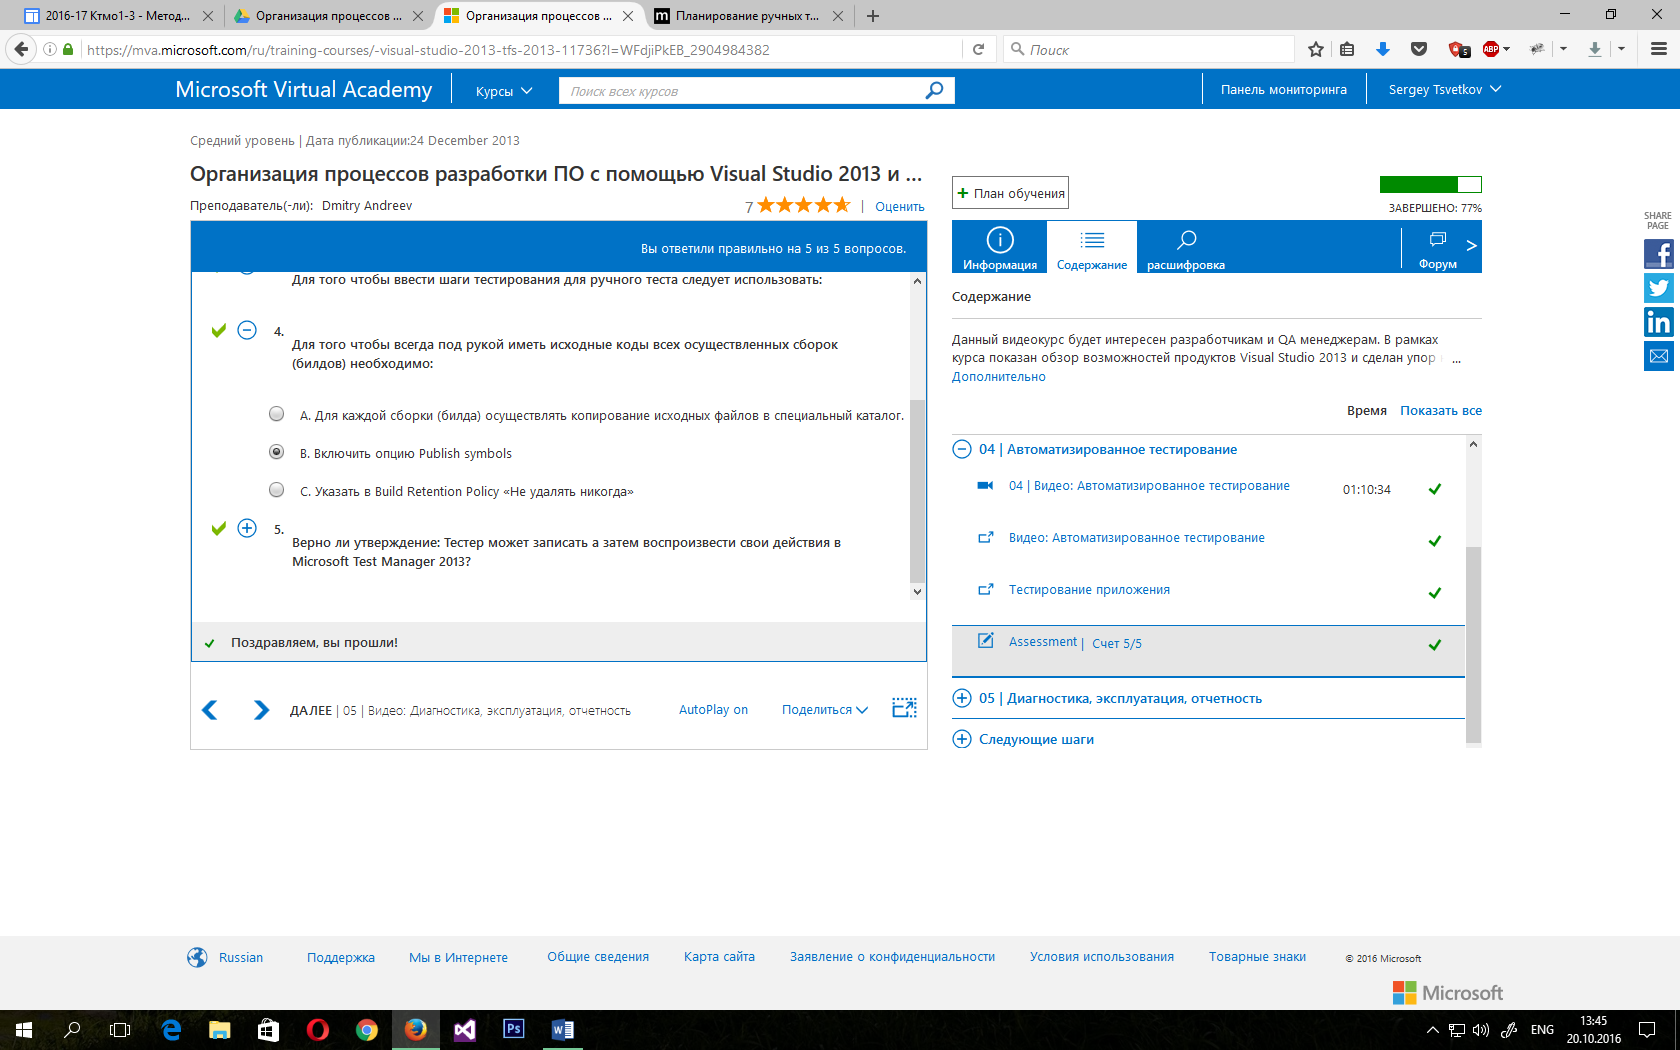 2016-17 Ктмо1-3 - Метод...
Организация процессов ...
Организация процессов ...
Планирование ручных т...
https://mva.microsoft.com/ru/training-courses/-visual-studio-2013-tfs-2013-11736?l=WFdjiPkEB_2904984382
Поиск
5
ABP
Microsoft Virtual Academy
Курсы
Поиск всех курсов
Панель мониторинга
Sergey Tsvetkov
Средний уровень | Дата публикации:24 December 2013
Организация процессов разработки ПО с помощью Visual Studio 2013 и ...
Преподаватель(-ли): Dmitry Andreev
7
| Оценить
Вы ответили правильно на 5 из 5 вопросов.
Для того чтобы ввести шаги тестирования для ручного теста следует использовать:
4.
Для того чтобы всегда под рукой иметь исходные коды всех осуществленных сборок
(билдов) необходимо:
A. Для каждой сборки (билда) осуществлять копирование исходных файлов в специальный каталог.
B. Включить опцию Publish symbols
C. Указать в Build Retention Policy «Не удалять никогда»
5.
Верно ли утверждение: Тестер может записать а затем воспроизвести свои действия в
Microsoft Test Manager 2013?
Поздравляем, вы прошли!
ДАЛЕЕ | 05 | Видео: Диагностика, эксплуатация, отчетность
AutoPlay on
Поделиться
+ План обучения
ЗАВЕРШЕНО: 77%
Информация
Содержание
расшифровка
Форум
Содержание
Данный видеокурс будет интересен разработчикам и QA менеджерам. В рамках
курса показан обзор возможностей продуктов Visual Studio 2013 и сделан упор ...
Дополнительно
Время
Показать все
04 | Автоматизированное тестирование
04 | Видео: Автоматизированное тестирование
01:10:34
Видео: Автоматизированное тестирование
Тестирование приложения
Assessment | Счет 5/5
05 | Диагностика, эксплуатация, отчетность
Следующие шаги
SHARE
PAGE
Russian
Поддержка
Мы в Интернете
Общие сведения
Карта сайта
Заявление о конфиденциальности
Условия использования
Товарные знаки
© 2016 Microsoft
Microsoft
ENG
13:45
20.10.2016